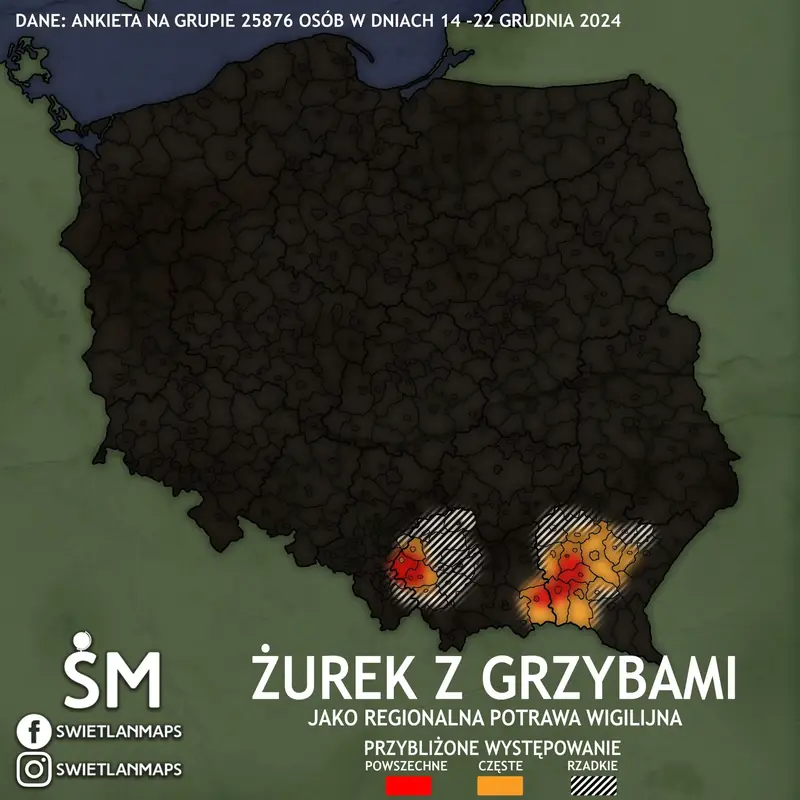 DANE: ANKIETA NA GRUPIE 25876 OSÓB W DNIACH 14 -22 GRUDNIA 2024
ŚM
SWIETLANMAPS
SWIETLANMAPS
ŻUREK Z GRZYBAMI
JAKO REGIONALNA POTRAWA WIGILIJNA
PRZYBLIŻONE WYSTĘPOWANIE
POWSZECHNE CZĘSTE RZADKIE